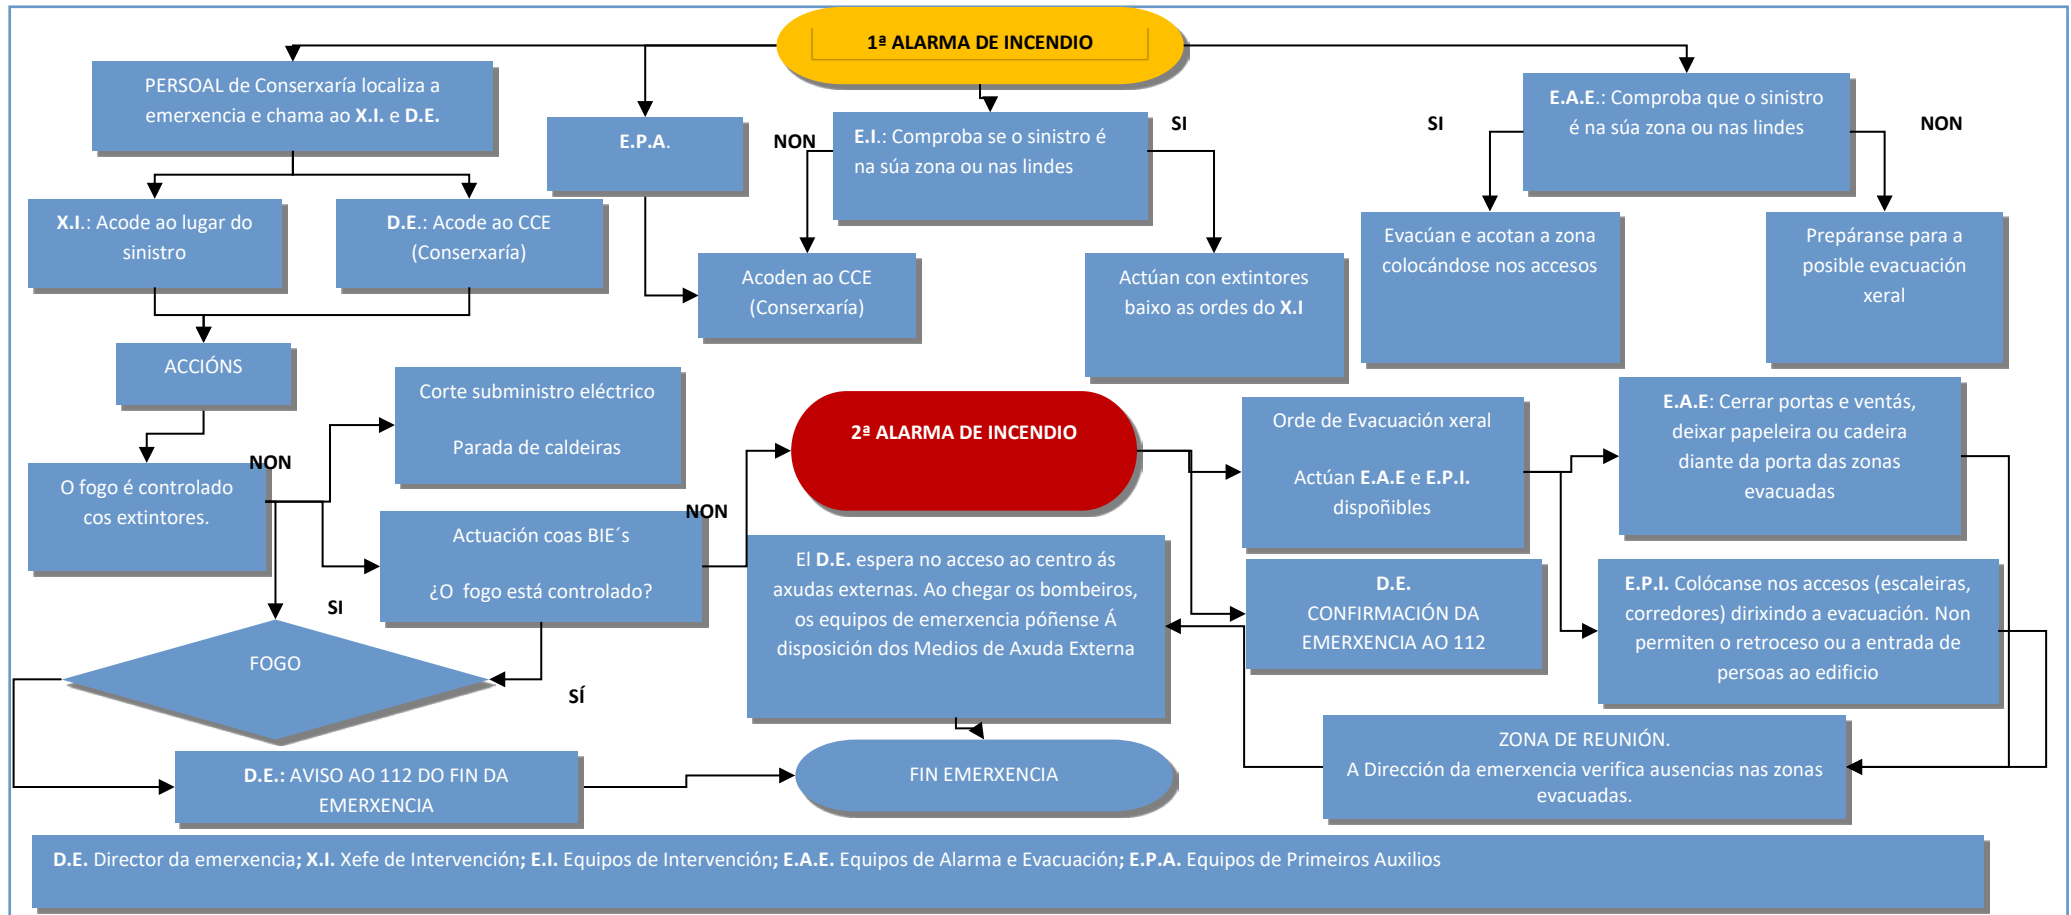 1ª ALARMA DE INCENDIO
PERSOAL de Conserxaría localiza a
emerxencia e chama ao X.I. e D.E.
E.P.A.
NON
E.I.: Comproba se o sinistro é
na súa zona ou nas lindes
SI
SI
E.A.E.: Comproba que o sinistro
é na súa zona ou nas lindes
NON
X.I.: Acode ao lugar do
sinistro
D.E.: Acode ao CCE
(Conserxaría)
Acoden ao CCE
(Conserxaría)
Actúan con extintores
baixo as ordes do X.I
Evacúan e acotan a zona
colocándose nos accesos
Prepáranse para a
posible evacuación
xeral
ACCIÓNS
Corte subministro eléctrico
Parada de caldeiras
2ª ALARMA DE INCENDIO
Orde de Evacuación xeral
Actúan E.A.E e E.P.I.
dispoñibles
E.A.E: Cerrar portas e ventás,
deixar papeleira ou cadeira
diante da porta das zonas
evacuadas
NON
O fogo é controlado
cos extintores.
Actuación coas BIE´s
¿O fogo está controlado?
NON
El D.E. espera no acceso ao centro ás
axudas externas. Ao chegar os bombeiros,
os equipos de emerxencia póñense Á
disposición dos Medios de Axuda Externa
D.E.
CONFIRMACIÓN DA
EMERXENCIA AO 112
E.P.I. Colócanse nos accesos (escaleiras,
corredores) dirixindo a evacuación. Non
permiten o retroceso ou a entrada de
persoas ao edificio
SI
FOGO
SÍ
D.E.: AVISO AO 112 DO FIN DA
EMERXENCIA
FIN EMERXENCIA
ZONA DE REUNIÓN.
A Dirección da emerxencia verifica ausencias nas zonas
evacuadas.
D.E. Director da emerxencia; X.I. Xefe de Intervención; E.I. Equipos de Intervención; E.A.E. Equipos de Alarma e Evacuación; E.P.A. Equipos de Primeiros Auxilios